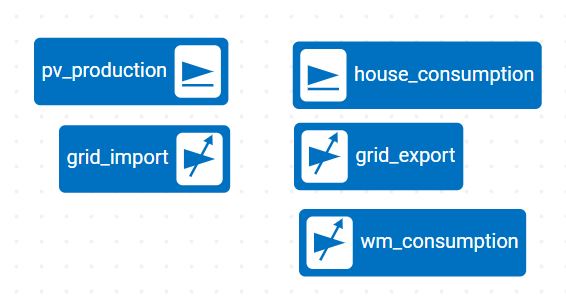 pv_production
house_consumption
grid_import
grid_export
wm_consumption